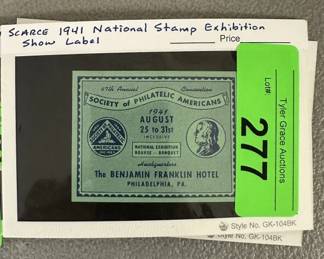 SCARCE 1941 National Stamp Exhibition
Show Label
Price
47th Annual Convention
SOCIETY of PHILATELIC AMERICANS
1941
AUGUST
25 to 31st
INCLUSIVE
AMERICANS
NATIONAL EXHIBITION
BOURSE - BANQUET
Headquarters
The BENJAMIN FRANKLIN HOTEL
PHILADELPHIA, PA.
Lot#:
277
Tyler Grace Auctions
Style No. GK-104BK
Style No. GK-104BK